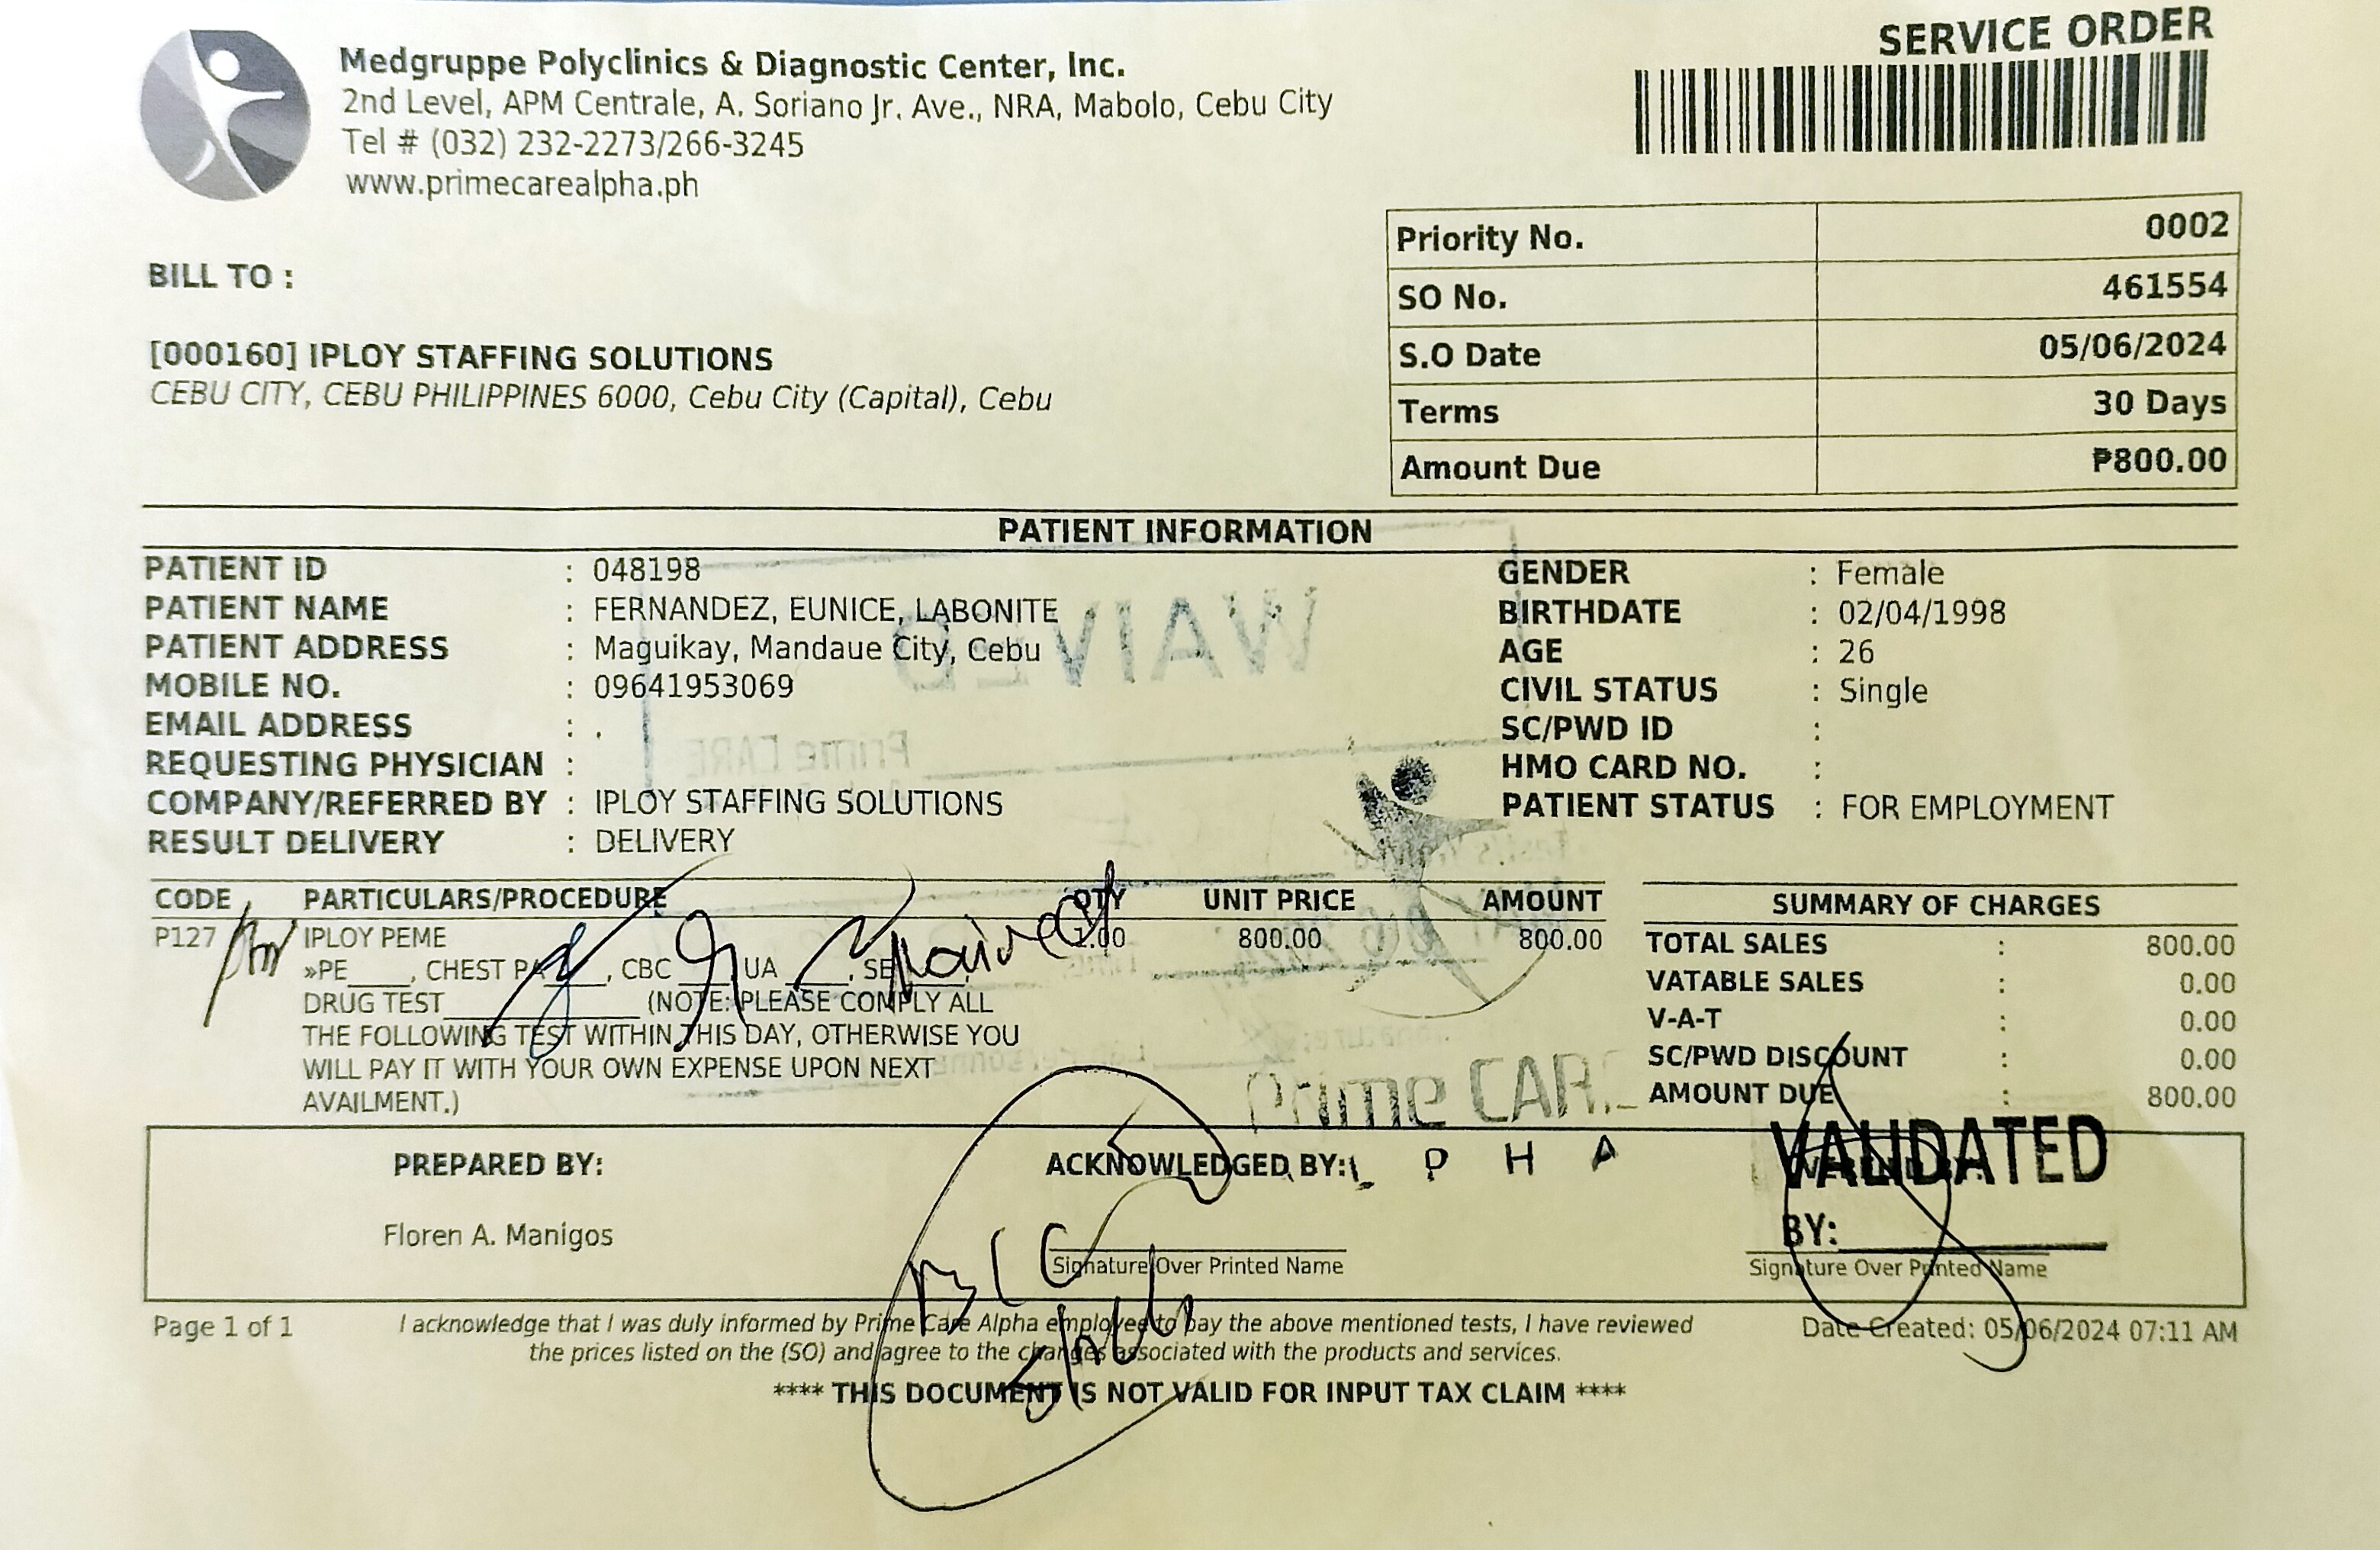 SERVICE ORDER
Medgruppe Polyclinics & Diagnostic Center, Inc.
2nd Level, APM Centrale, A. Soriano Jr. Ave., NRA, Mabolo, Cebu City
Tel # (032) 232-2273/266-3245
www.primecarealpha.ph
Priority No. 0002
SO No. 461554
S.O Date 05/06/2024
Terms 30 Days
Amount Due ₱800.00
BILL TO :
[000160] IPLOY STAFFING SOLUTIONS
CEBU CITY, CEBU PHILIPPINES 6000, Cebu City (Capital), Cebu
PATIENT INFORMATION
PATIENT ID : 048198
PATIENT NAME : FERNANDEZ, EUNICE, LABONITE
PATIENT ADDRESS : Maguikay, Mandaue City, Cebu
MOBILE NO. : 09641953069
EMAIL ADDRESS : .
REQUESTING PHYSICIAN :
COMPANY/REFERRED BY : IPLOY STAFFING SOLUTIONS
RESULT DELIVERY : DELIVERY
GENDER : Female
BIRTHDATE : 02/04/1998
AGE : 26
CIVIL STATUS : Single
SC/PWD ID :
HMO CARD NO. :
PATIENT STATUS : FOR EMPLOYMENT
WAIVED
Prime CARE
CODE PARTICULARS/PROCEDURE QTY UNIT PRICE AMOUNT
P127 IPLOY PEME 1.00 800.00 800.00
»PE____, CHEST PA____, CBC____, UA____, SE____, waived
DRUG TEST____________ (NOTE: PLEASE COMPLY ALL
THE FOLLOWING TEST WITHIN THIS DAY, OTHERWISE YOU
WILL PAY IT WITH YOUR OWN EXPENSE UPON NEXT
AVAILMENT.)
SUMMARY OF CHARGES
TOTAL SALES : 800.00
VATABLE SALES : 0.00
V-A-T : 0.00
SC/PWD DISCOUNT : 0.00
AMOUNT DUE : 800.00
Prime CARE
ALPHA
PREPARED BY:
Floren A. Manigos
ACKNOWLEDGED BY:
Signature Over Printed Name
VALIDATED
BY:
Signature Over Printed Name
Page 1 of 1
I acknowledge that I was duly informed by Prime Care Alpha employee to pay the above mentioned tests, I have reviewed
the prices listed on the (SO) and agree to the changes associated with the products and services.
Date Created: 05/06/2024 07:11 AM
**** THIS DOCUMENT IS NOT VALID FOR INPUT TAX CLAIM ****